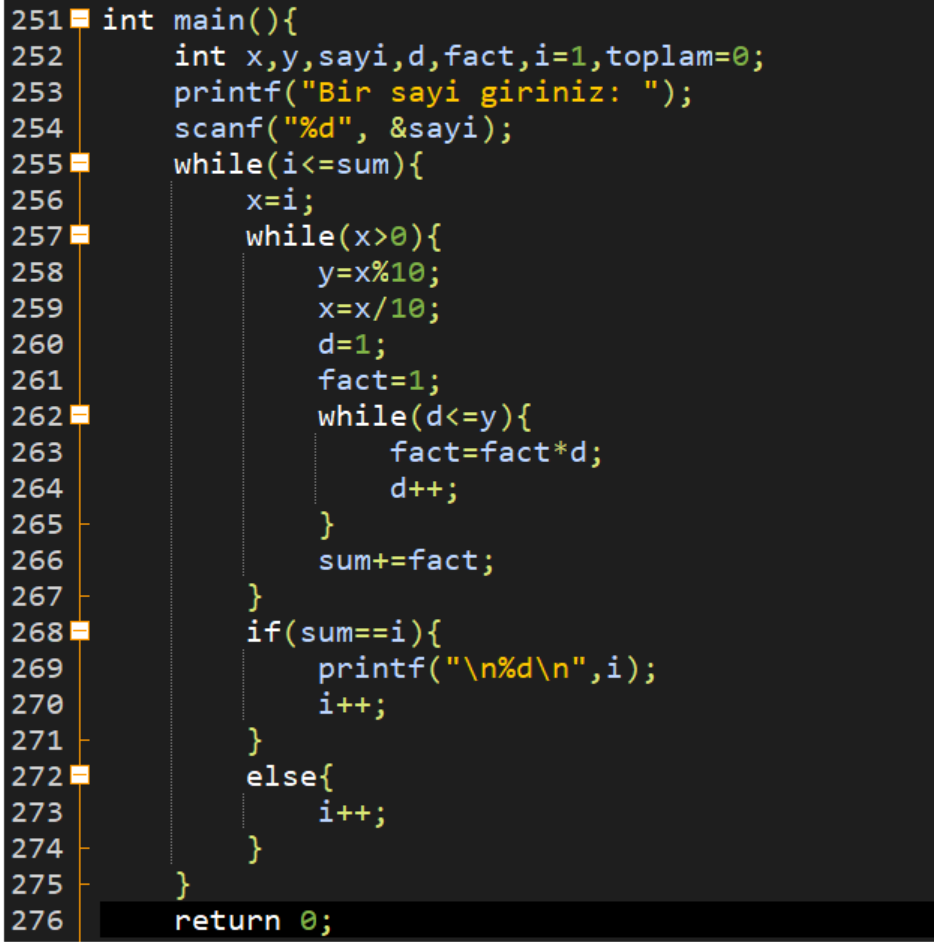 251 int main(){
252 int x,y,sayi,d,fact,i=1,toplam=0;
253 printf("Bir sayi giriniz: ");
254 scanf("%d", &sayi);
255 while(i<=sum){
256 x=i;
257 while(x>0){
258 y=x%10;
259 x=x/10;
260 d=1;
261 fact=1;
262 while(d<=y){
263 fact=fact*d;
264 d++;
265 }
266 sum+=fact;
267 }
268 if(sum==i){
269 printf("\n%d\n",i);
270 i++;
271 }
272 else{
273 i++;
274 }
275 }
276 return 0;